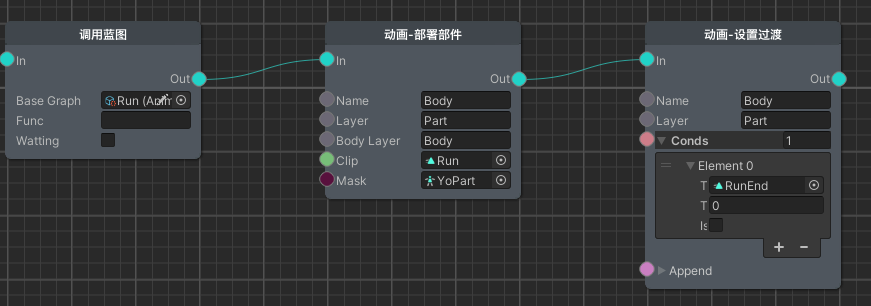 调用蓝图
In
Out
Base Graph
Func
Watting
动画-部署部件
In
Out
Name Body
Layer Part
Body Layer Body
Clip Run
Mask YoPart
动画-设置过渡
In
Out
Name Body
Layer Part
Conds 1
Element 0
T RunEnd
T 0
Is
Append